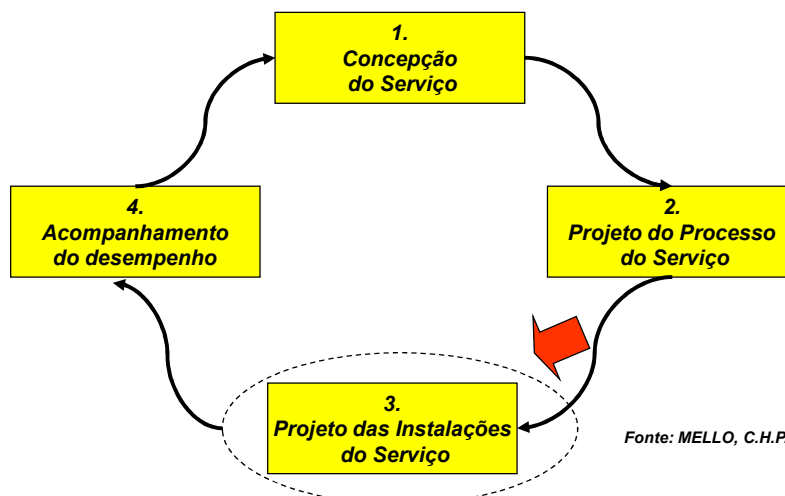 1.
Concepção
do Serviço
2.
Projeto do Processo
do Serviço
3.
Projeto das Instalações
do Serviço
4.
Acompanhamento
do desempenho
Fonte: MELLO, C.H.P.